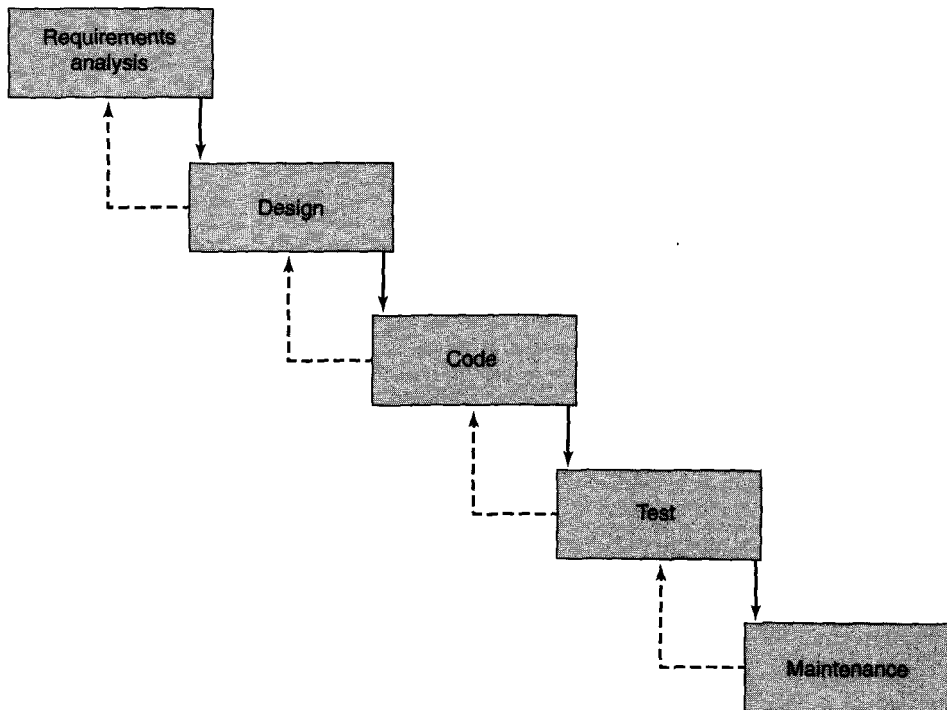 Requirements
analysis
Design
Code
Test
Maintenance